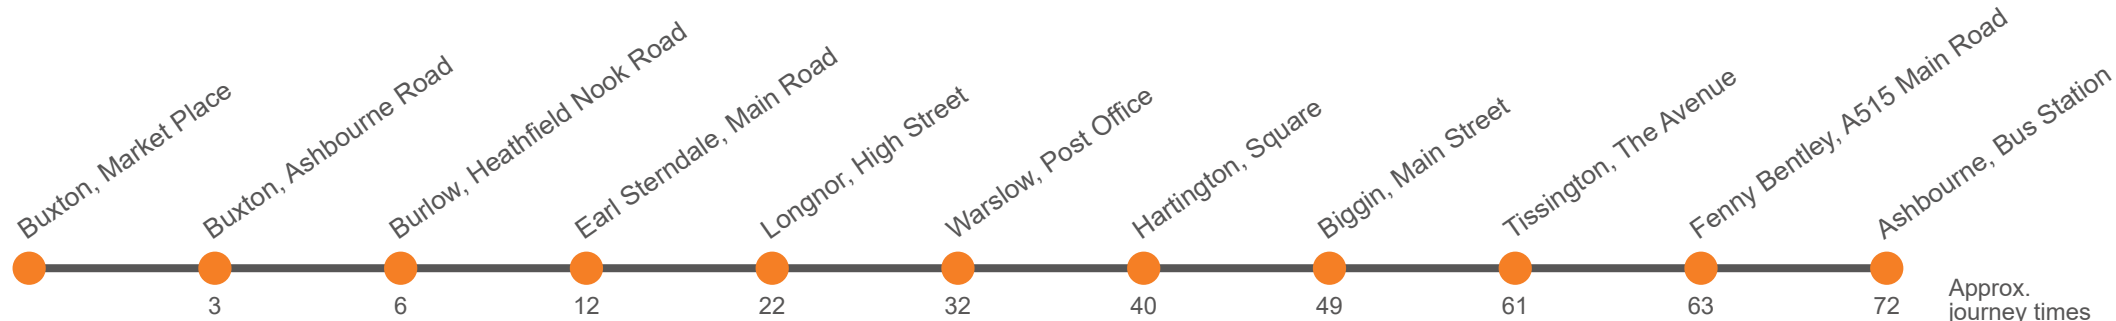 Buxton, Market Place
Buxton, Ashbourne Road
Burlow, Heathfield Nook Road
Earl Sterndale, Main Road
Longnor, High Street
Warslow, Post Office
Hartington, Square
Biggin, Main Street
Tissington, The Avenue
Fenny Bentley, A515 Main Road
Ashbourne, Bus Station
3 6 12 22 32 40 49 61 63 72
Approx.
journey times